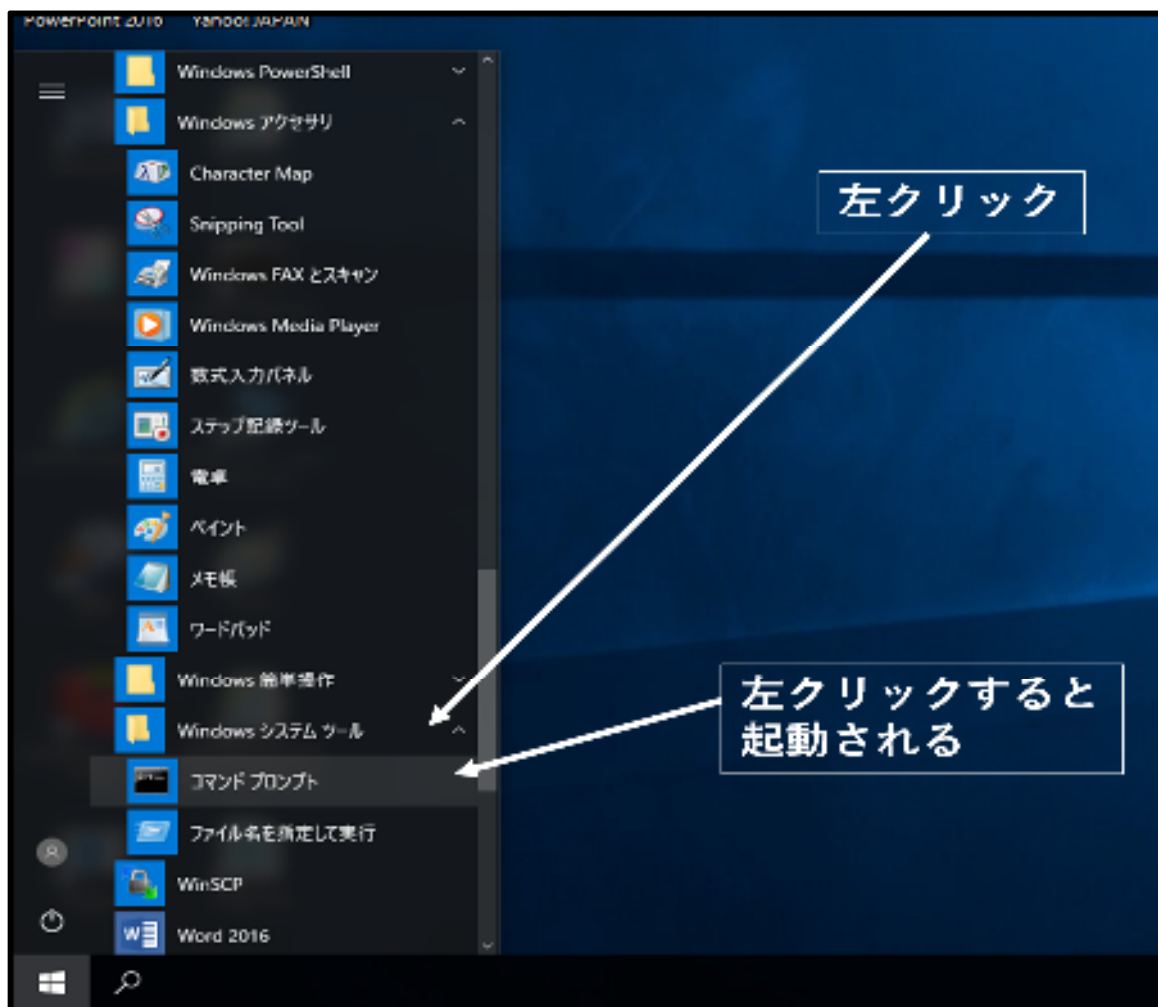 PowerPoint 2016 Yahoo! JAPAN
Windows PowerShell
Windows アクセサリ
Character Map
Snipping Tool
Windows FAX とスキャン
Windows Media Player
数式入力パネル
ステップ記録ツール
電卓
ペイント
メモ帳
ワードパッド
Windows 簡単操作
Windows システム ツール
コマンド プロンプト
ファイル名を指定して実行
WinSCP
Word 2016
左クリック
左クリックすると
起動される